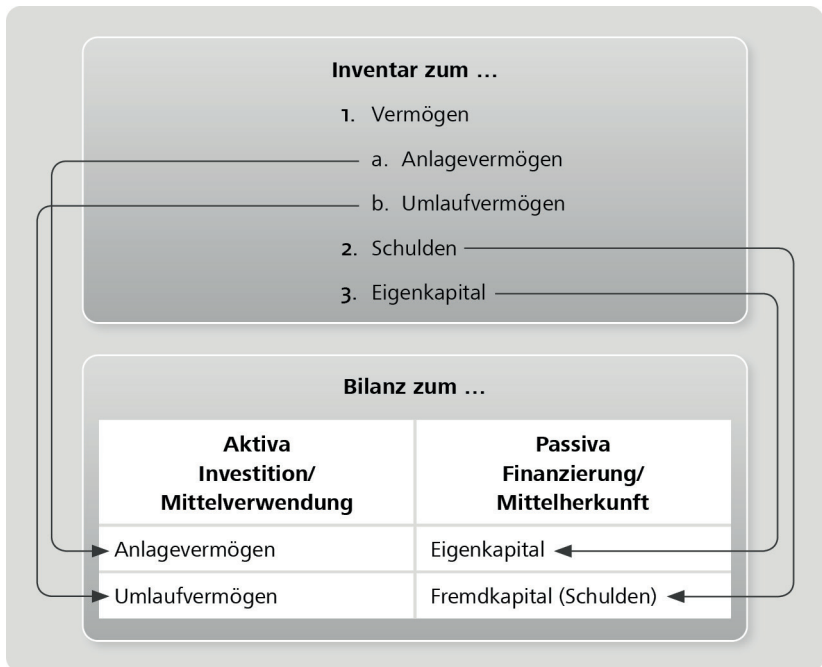 Inventar zum ...
1. Vermögen
a. Anlagevermögen
b. Umlaufvermögen
2. Schulden
3. Eigenkapital
Bilanz zum ...
Aktiva
Investition/
Mittelverwendung
Passiva
Finanzierung/
Mittelherkunft
Anlagevermögen
Eigenkapital
Umlaufvermögen
Fremdkapital (Schulden)